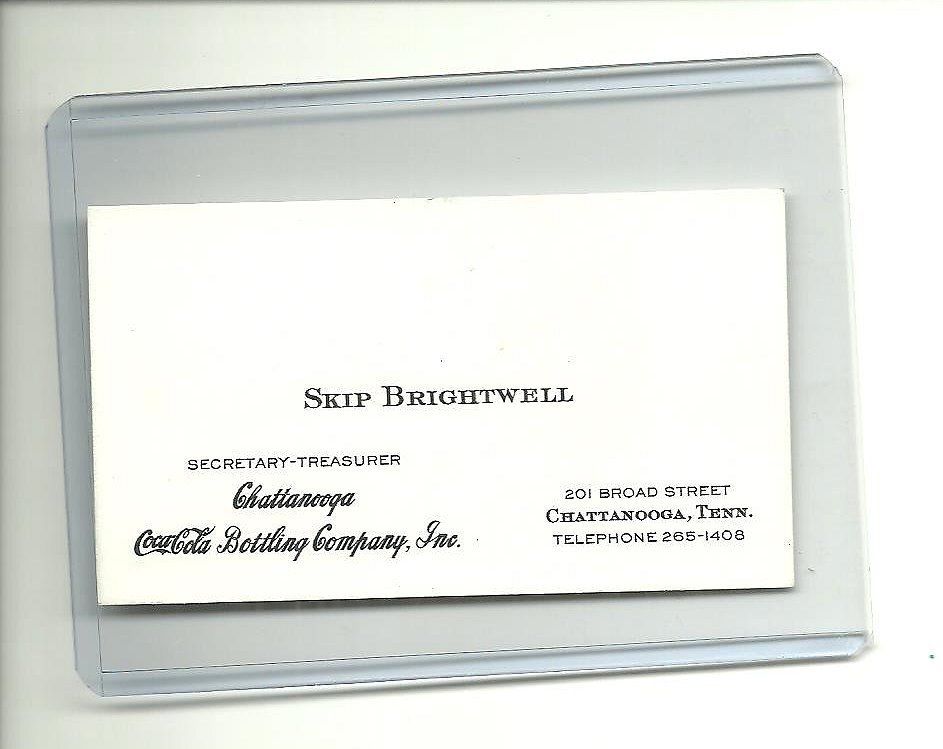 SKIP BRIGHTWELL
SECRETARY-TREASURER
Chattanooga
Coca-Cola Bottling Company, Inc.
201 BROAD STREET
CHATTANOOGA, TENN.
TELEPHONE 265-1408